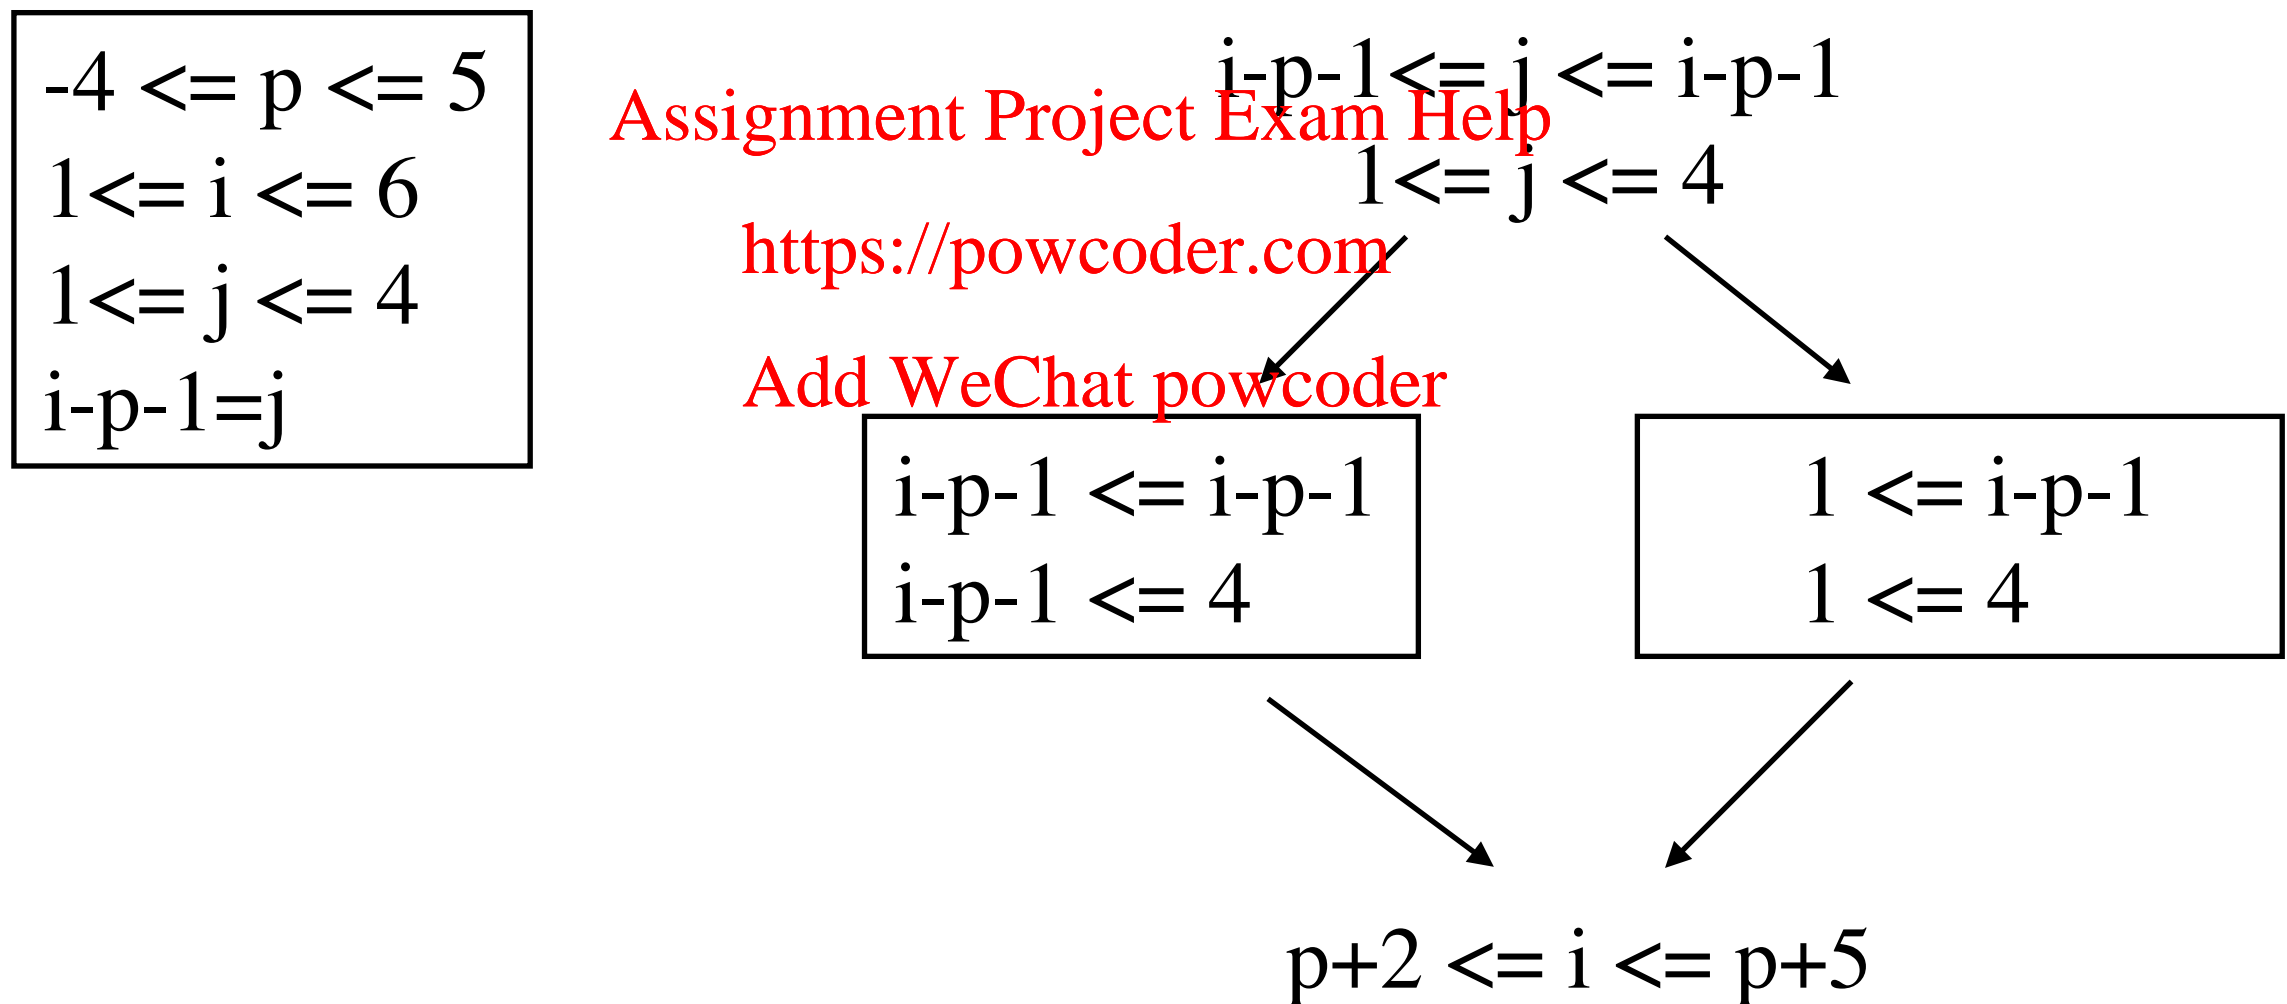 -4 <= p <= 5
1<= i <= 6
1<= j <= 4
i-p-1=j
i-p-1<= j <= i-p-1
1<= j <= 4
Assignment Project Exam Help
https://powcoder.com
Add WeChat powcoder
i-p-1 <= i-p-1
i-p-1 <= 4
1 <= i-p-1
1 <= 4
p+2 <= i <= p+5